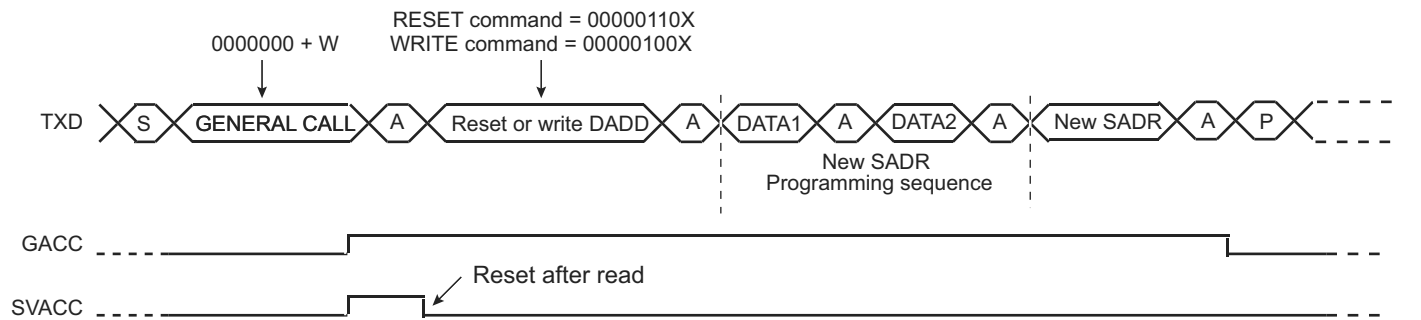 RESET command = 00000110X
0000000 + W
WRITE command = 00000100X
TXD
S
GENERAL CALL
A
Reset or write DADD
A
DATA1
A
DATA2
A
New SADR
A
P
New SADR
Programming sequence
GACC
Reset after read
SVACC